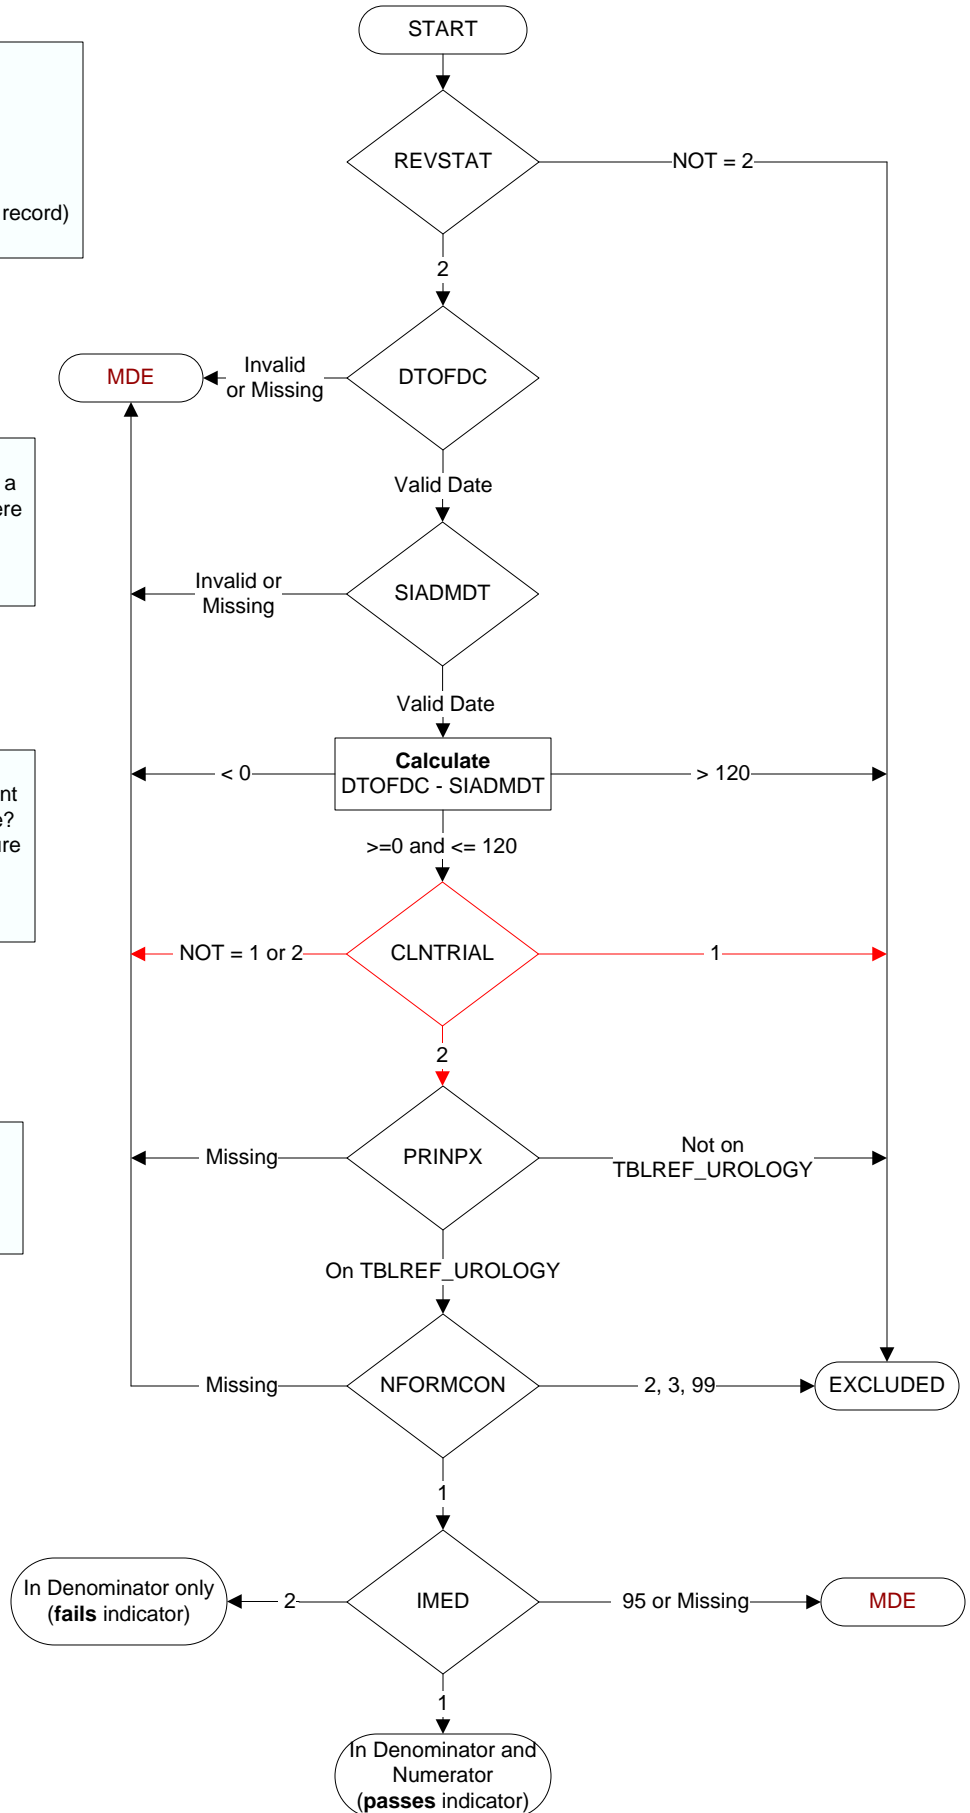 START
REVSTAT
NOT = 2
record)
2
Invalid
or Missing
MDE
DTOFDC
Valid Date
a
ere
Invalid or
Missing
SIADMDT
Valid Date
Calculate
DTOFDC - SIADMDT
< 0
> 120
nt
e?
ure
>=0 and <= 120
NOT = 1 or 2
CLNTRIAL
1
2
Missing
PRINPX
Not on
TBLREF_UROLOGY
On TBLREF_UROLOGY
Missing
NFORMCON
2, 3, 99
EXCLUDED
1
In Denominator only
(fails indicator)
2
IMED
95 or Missing
MDE
1
In Denominator and
Numerator
(passes indicator)